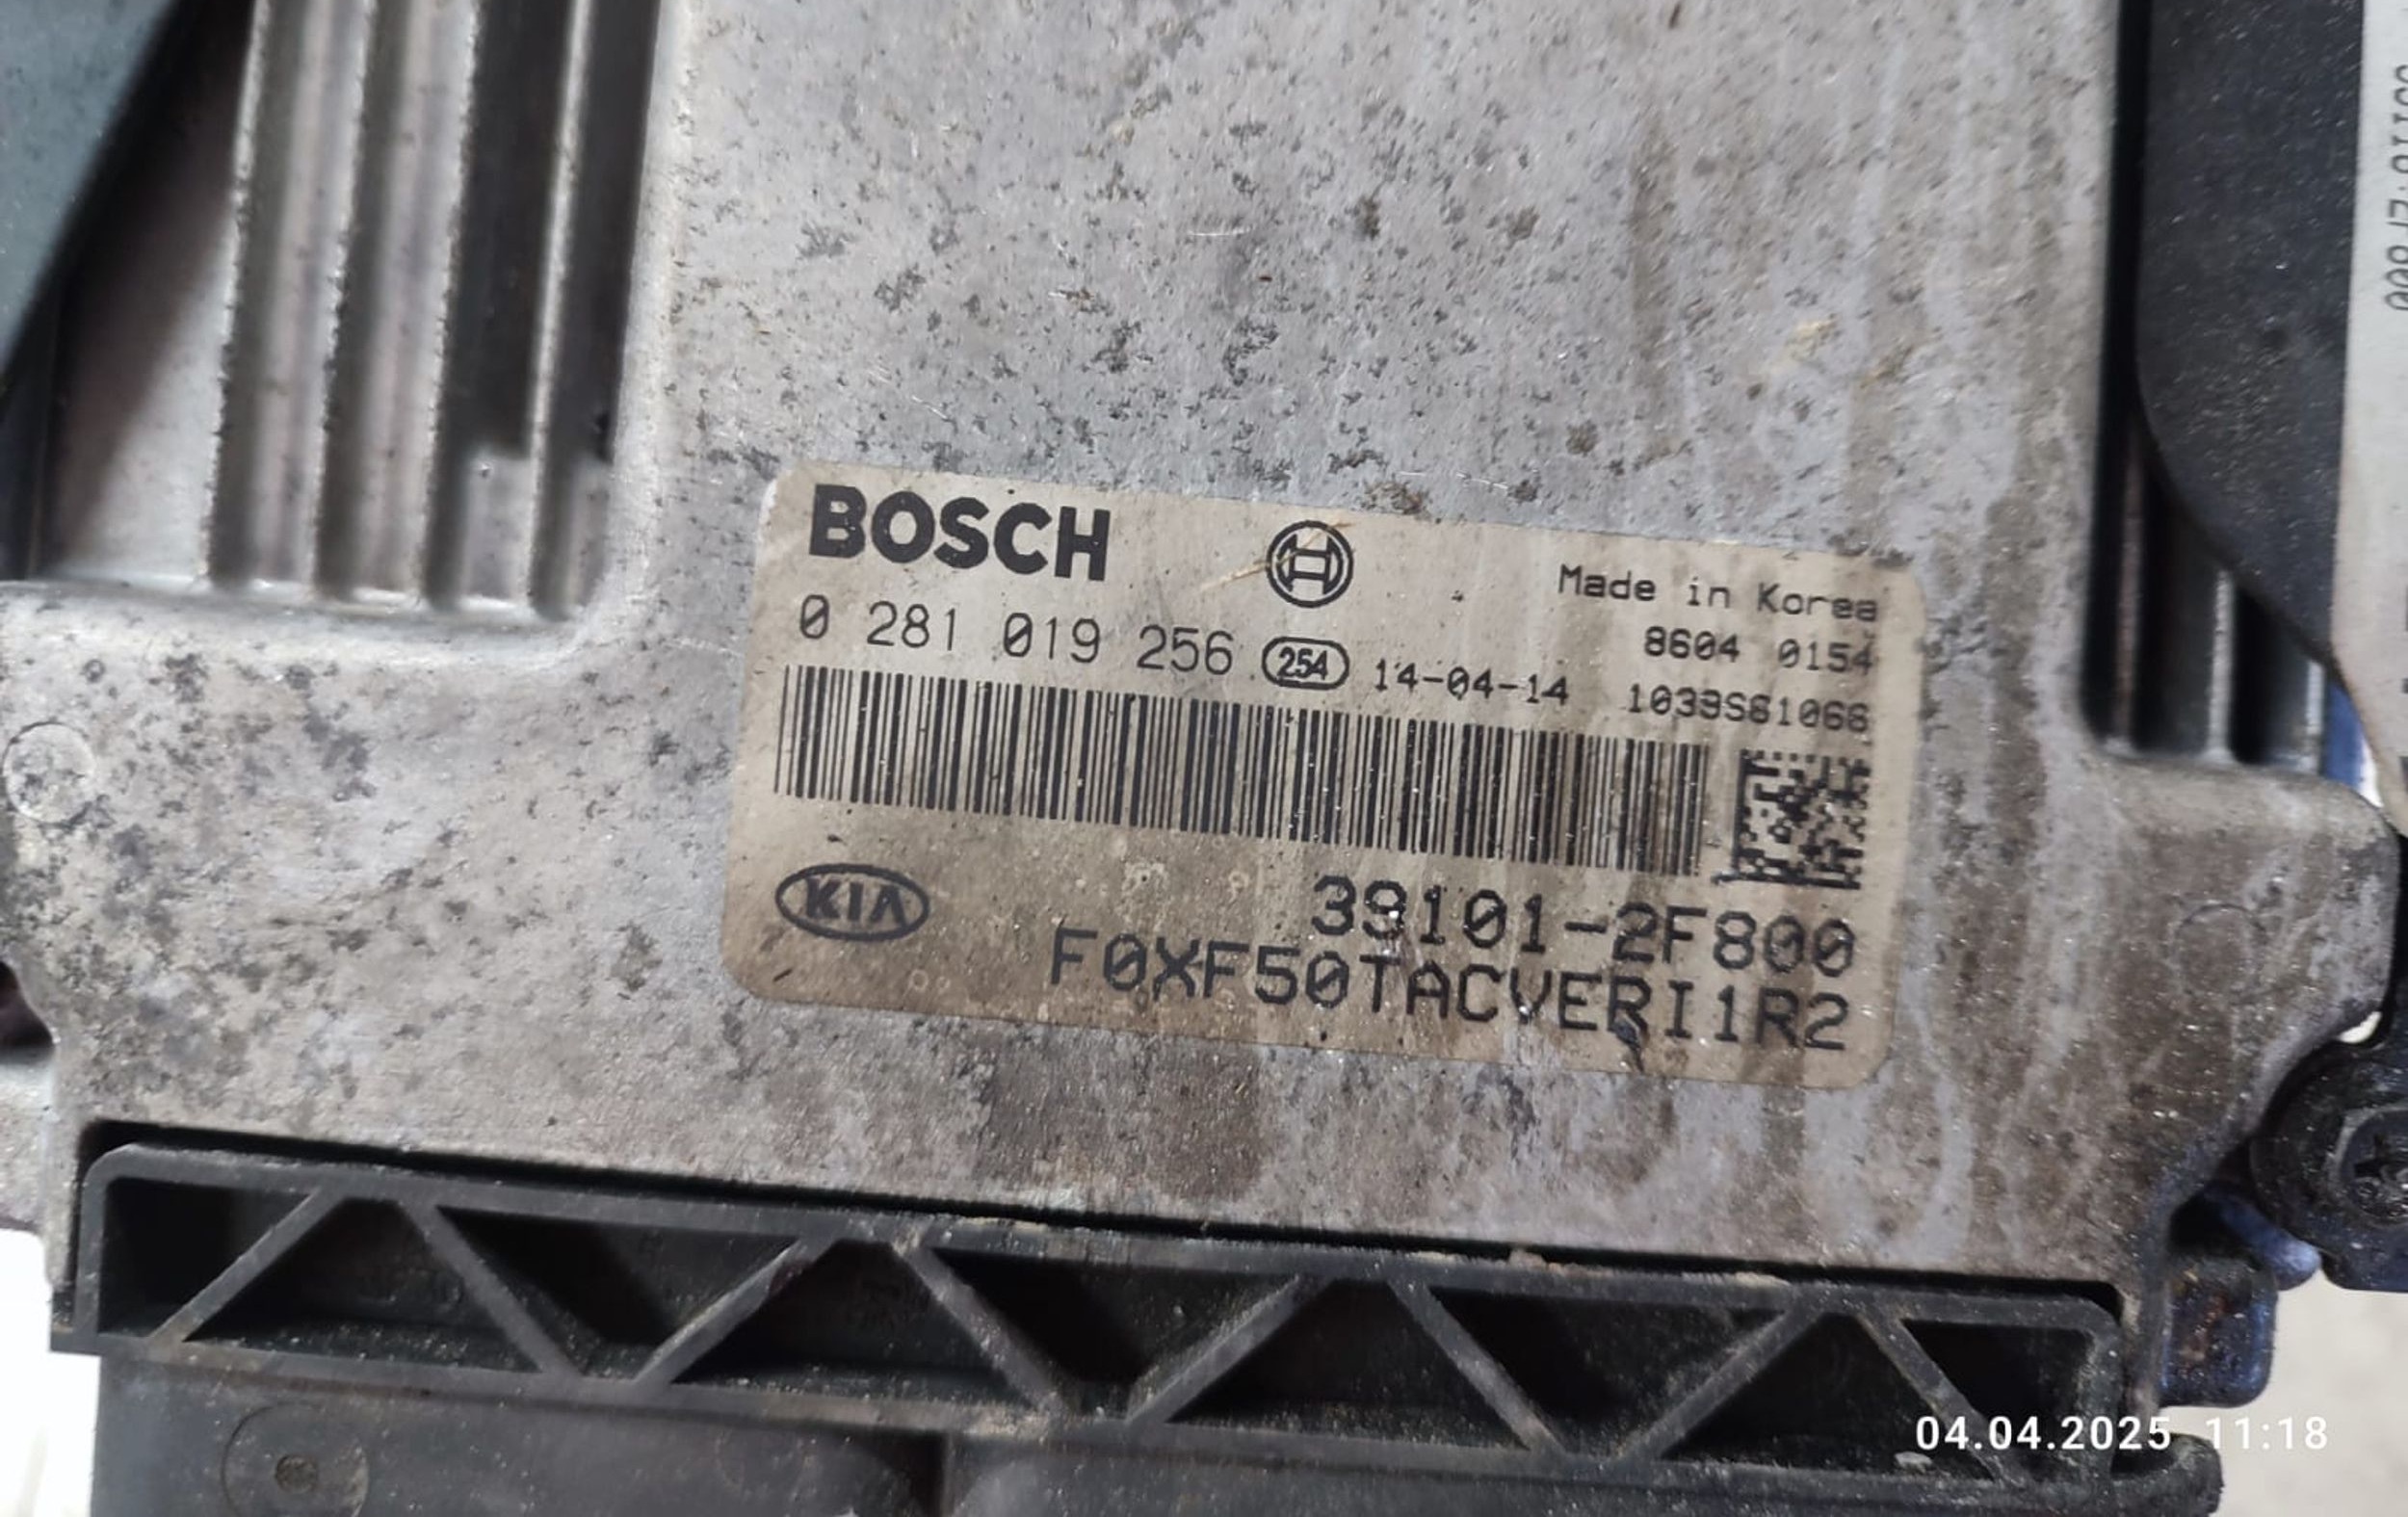 BOSCH
Made in Korea
0 281 019 256 254 14-04-14
8604 0154
1039S61066
KIA
39101-2F800
F0XF50TACVERI1R2
04.04.2025 11:18